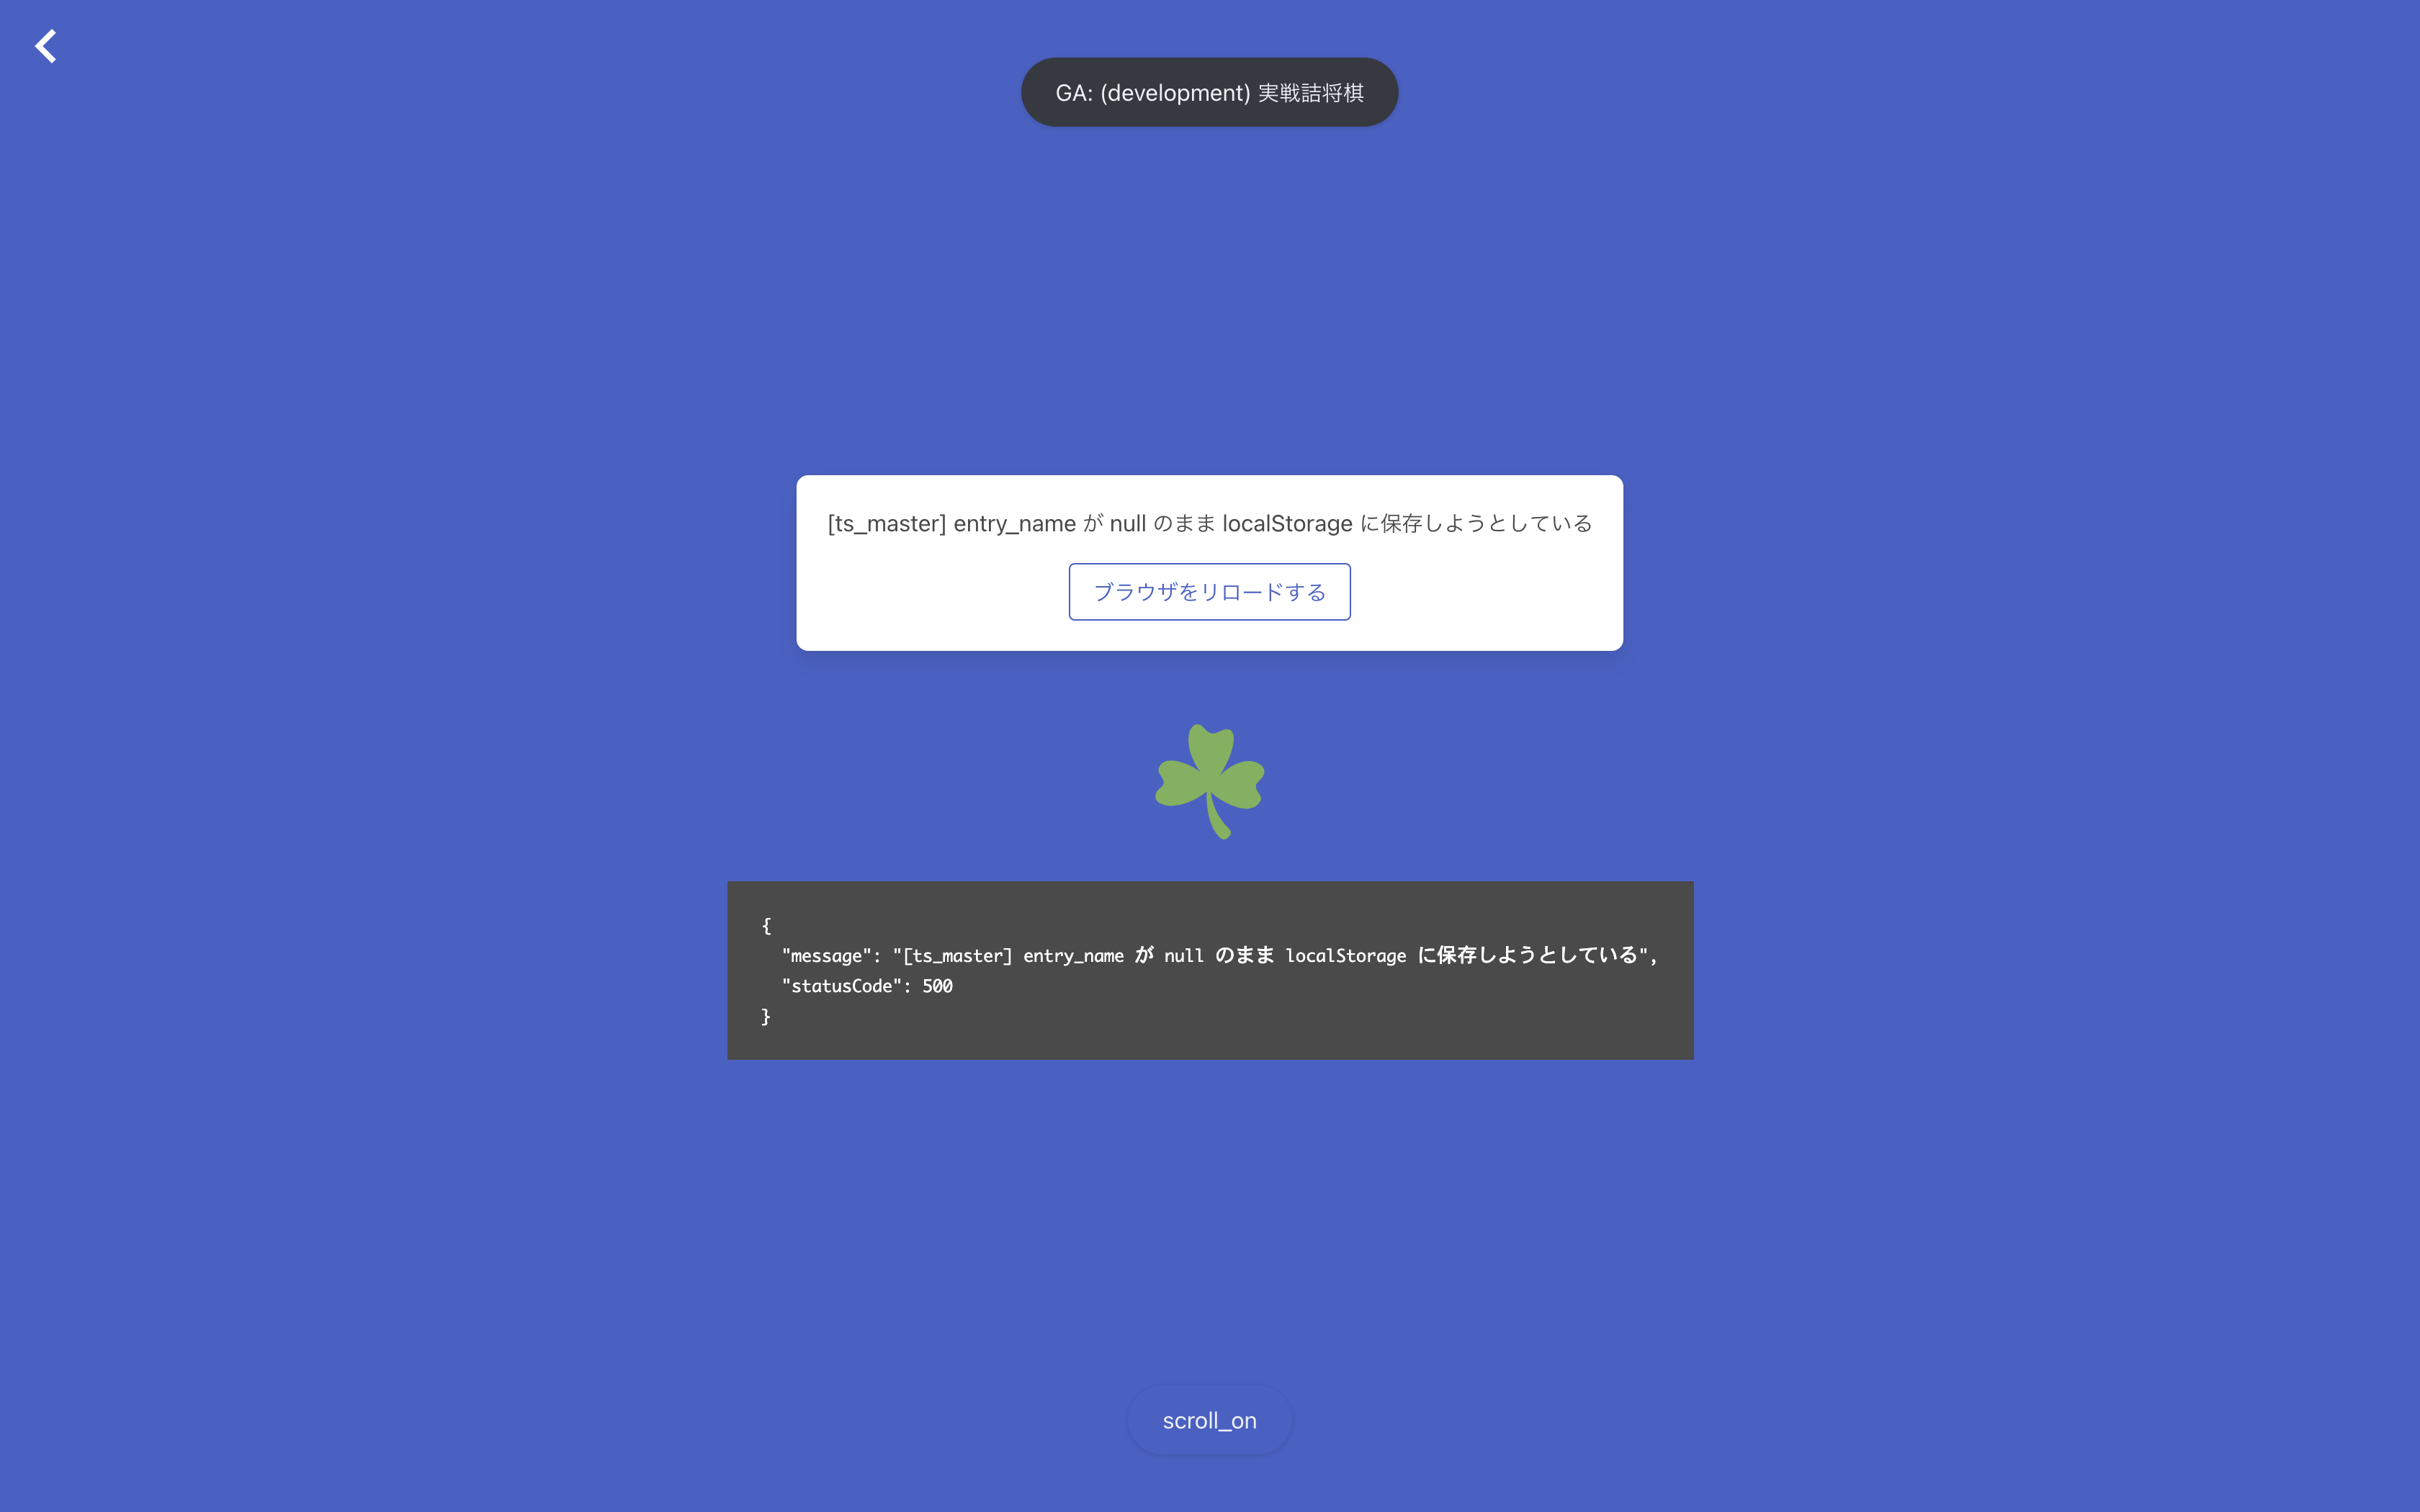 GA: (development) 実戦詰将棋
[ts_master] entry_name が null のまま localStorage に保存しようとしている
ブラウザをリロードする
{
  "message": "[ts_master] entry_name が null のまま localStorage に保存しようとしている",
  "statusCode": 500
}
scroll_on